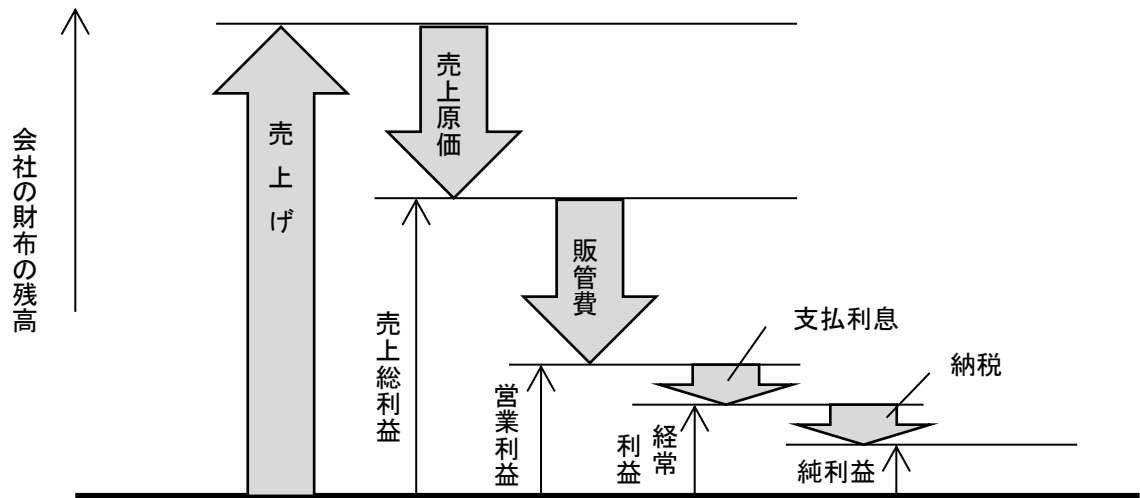 会社の財布の残高
売上げ
売上原価
売上総利益
販管費
営業利益
支払利息
経常
利益
納税
純利益